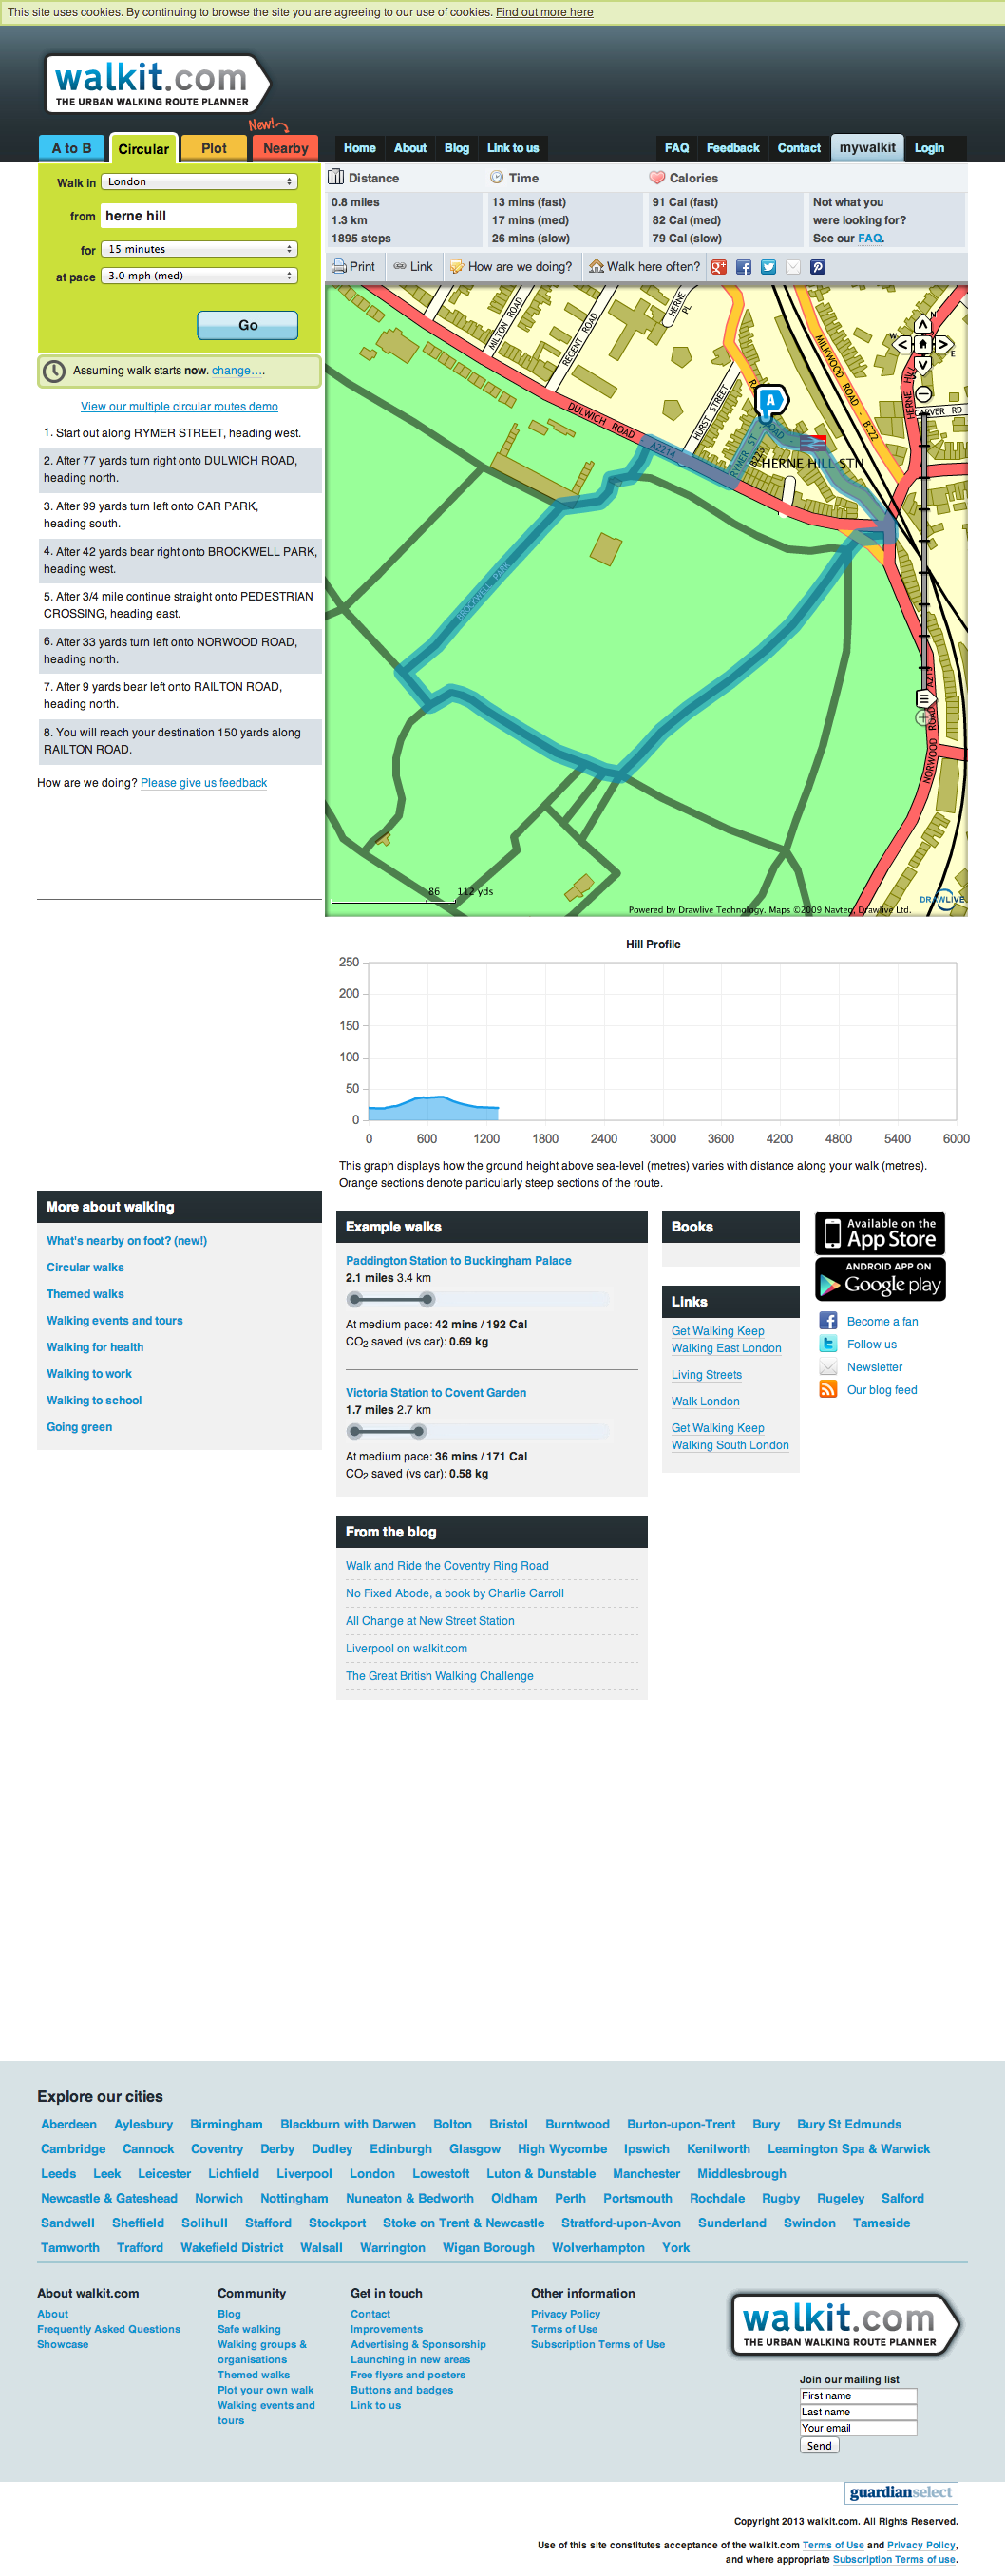 This site uses cookies. By continuing to browse the site you are agreeing to our use of cookies. Find out more here
walkit.com
THE URBAN WALKING ROUTE PLANNER
New!
A to B Circular Plot Nearby Home About Blog Link to us FAQ Feedback Contact mywalkit Login
Walk in London
from herne hill
for 15 minutes
at pace 3.0 mph (med)
Go
Assuming walk starts now. change....
View our multiple circular routes demo
1. Start out along RYMER STREET, heading west.
2. After 77 yards turn right onto DULWICH ROAD,
heading north.
3. After 99 yards turn left onto CAR PARK,
heading south.
4. After 42 yards bear right onto BROCKWELL PARK,
heading west.
5. After 3/4 mile continue straight onto PEDESTRIAN
CROSSING, heading east.
6. After 33 yards turn left onto NORWOOD ROAD,
heading north.
7. After 9 yards bear left onto RAILTON ROAD,
heading north.
8. You will reach your destination 150 yards along
RAILTON ROAD.
How are we doing? Please give us feedback
Distance Time Calories
0.8 miles 13 mins (fast) 91 Cal (fast) Not what you
1.3 km 17 mins (med) 82 Cal (med) were looking for?
1895 steps 26 mins (slow) 79 Cal (slow) See our FAQ.
Print Link How are we doing? Walk here often?
MILTON ROAD
REGENT ROAD
HERNE PL
DULWICH ROAD
A2214
HURST STREET
RYMER ST
B223
ROAD
A
MILKWOOD ROAD - B222
HERNE HILL
CARVER RD
N
W
E
HERNE HILL STN
BROCKWELL PARK
NORWOOD ROAD A215
86 112 yds
Powered by Drawlive Technology. Maps ©2009 Navteq, Drawlive Ltd.
DRAWLIVE
Hill Profile
250
200
150
100
50
0
0 600 1200 1800 2400 3000 3600 4200 4800 5400 6000
This graph displays how the ground height above sea-level (metres) varies with distance along your walk (metres).
Orange sections denote particularly steep sections of the route.
More about walking
What's nearby on foot? (new!)
Circular walks
Themed walks
Walking events and tours
Walking for health
Walking to work
Walking to school
Going green
Example walks
Paddington Station to Buckingham Palace
2.1 miles 3.4 km
At medium pace: 42 mins / 192 Cal
CO2 saved (vs car): 0.69 kg
Victoria Station to Covent Garden
1.7 miles 2.7 km
At medium pace: 36 mins / 171 Cal
CO2 saved (vs car): 0.58 kg
From the blog
Walk and Ride the Coventry Ring Road
No Fixed Abode, a book by Charlie Carroll
All Change at New Street Station
Liverpool on walkit.com
The Great British Walking Challenge
Books
Links
Get Walking Keep
Walking East London
Living Streets
Walk London
Get Walking Keep
Walking South London
Available on the
App Store
ANDROID APP ON
Google play
Become a fan
Follow us
Newsletter
Our blog feed
Explore our cities
Aberdeen Aylesbury Birmingham Blackburn with Darwen Bolton Bristol Burntwood Burton-upon-Trent Bury Bury St Edmunds
Cambridge Cannock Coventry Derby Dudley Edinburgh Glasgow High Wycombe Ipswich Kenilworth Leamington Spa & Warwick
Leeds Leek Leicester Lichfield Liverpool London Lowestoft Luton & Dunstable Manchester Middlesbrough
Newcastle & Gateshead Norwich Nottingham Nuneaton & Bedworth Oldham Perth Portsmouth Rochdale Rugby Rugeley Salford
Sandwell Sheffield Solihull Stafford Stockport Stoke on Trent & Newcastle Stratford-upon-Avon Sunderland Swindon Tameside
Tamworth Trafford Wakefield District Walsall Warrington Wigan Borough Wolverhampton York
About walkit.com
About
Frequently Asked Questions
Showcase
Community
Blog
Safe walking
Walking groups &
organisations
Themed walks
Plot your own walk
Walking events and
tours
Get in touch
Contact
Improvements
Advertising & Sponsorship
Launching in new areas
Free flyers and posters
Buttons and badges
Link to us
Other information
Privacy Policy
Terms of Use
Subscription Terms of Use
walkit.com
THE URBAN WALKING ROUTE PLANNER
Join our mailing list
First name
Last name
Your email
Send
guardianselect
Copyright 2013 walkit.com. All Rights Reserved.
Use of this site constitutes acceptance of the walkit.com Terms of Use and Privacy Policy,
and where appropriate Subscription Terms of use.